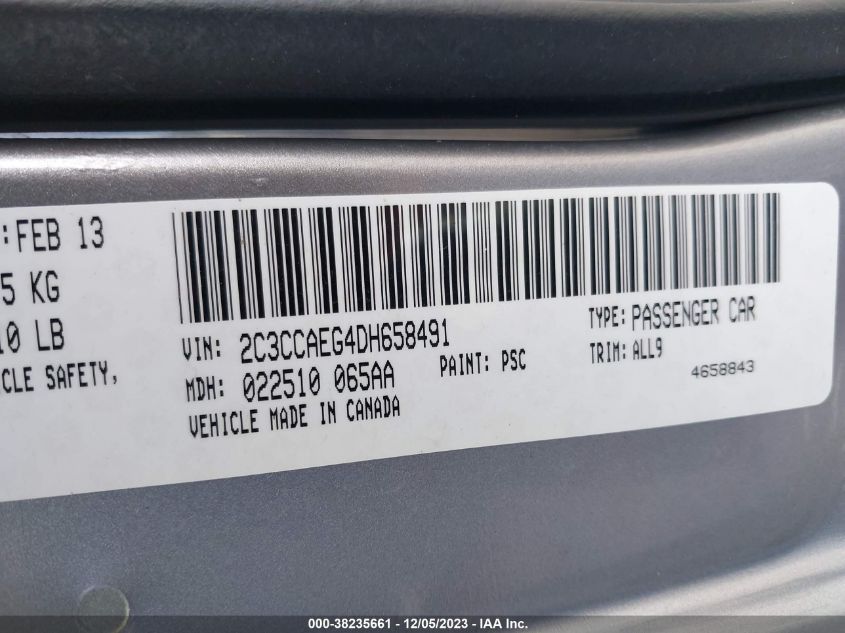 :FEB 13
5 KG
10 LB
CLE SAFETY,
VIN: 2C3CCAEG4DH658491
TYPE: PASSENGER CAR
MDH: 022510 065AA
PAINT: PSC
TRIM: ALL9
VEHICLE MADE IN CANADA
4658843
000-38235661 - 12/05/2023 - IAA Inc.